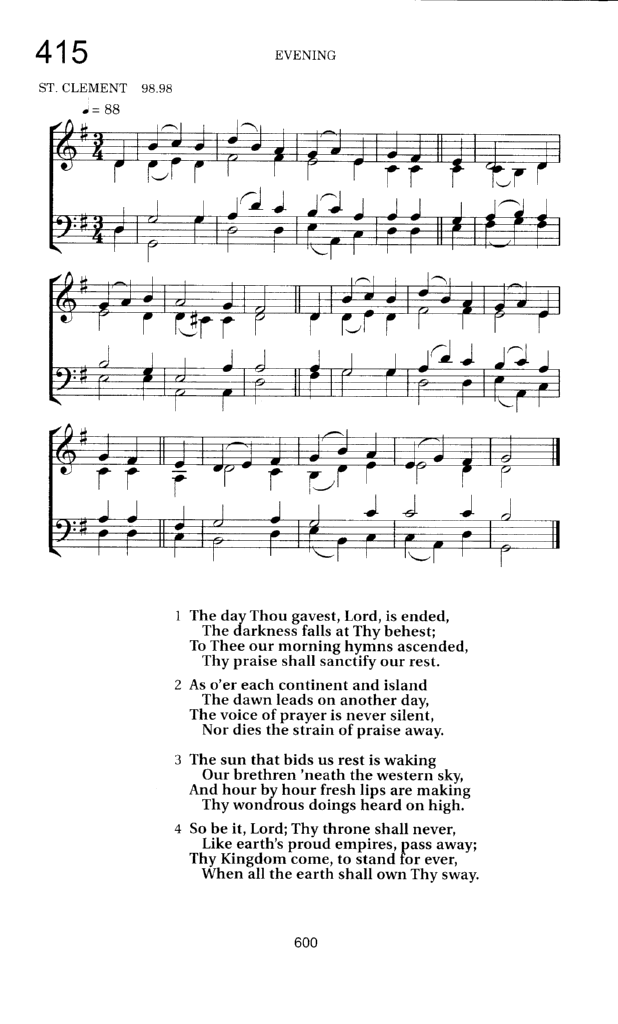 415
EVENING
ST. CLEMENT 98.98
♩= 88
1 The day Thou gavest, Lord, is ended,
The darkness falls at Thy behest;
To Thee our morning hymns ascended,
Thy praise shall sanctify our rest.
2 As o'er each continent and island
The dawn leads on another day,
The voice of prayer is never silent,
Nor dies the strain of praise away.
3 The sun that bids us rest is waking
Our brethren 'neath the western sky,
And hour by hour fresh lips are making
Thy wondrous doings heard on high.
4 So be it, Lord; Thy throne shall never,
Like earth's proud empires, pass away;
Thy Kingdom come, to stand for ever,
When all the earth shall own Thy sway.
600